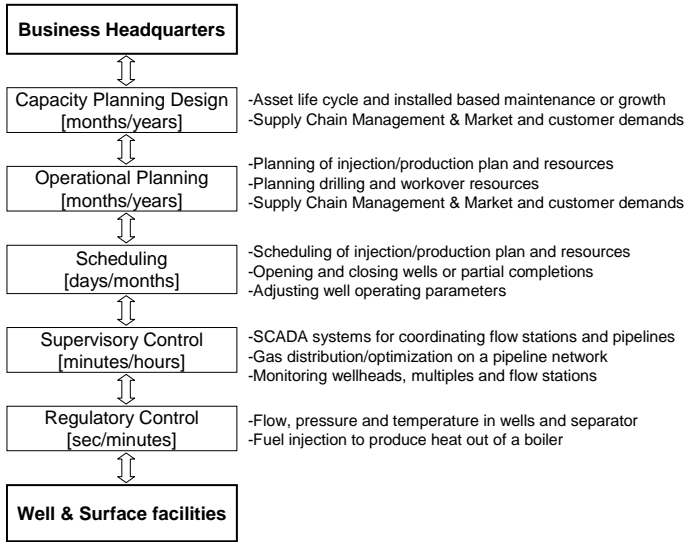 Business Headquarters
Capacity Planning Design
[months/years]
-Asset life cycle and installed based maintenance or growth
-Supply Chain Management & Market and customer demands
Operational Planning
[months/years]
-Planning of injection/production plan and resources
-Planning drilling and workover resources
-Supply Chain Management & Market and customer demands
Scheduling
[days/months]
-Scheduling of injection/production plan and resources
-Opening and closing wells or partial completions
-Adjusting well operating parameters
Supervisory Control
[minutes/hours]
-SCADA systems for coordinating flow stations and pipelines
-Gas distribution/optimization on a pipeline network
-Monitoring wellheads, multiples and flow stations
Regulatory Control
[sec/minutes]
-Flow, pressure and temperature in wells and separator
-Fuel injection to produce heat out of a boiler
Well & Surface facilities